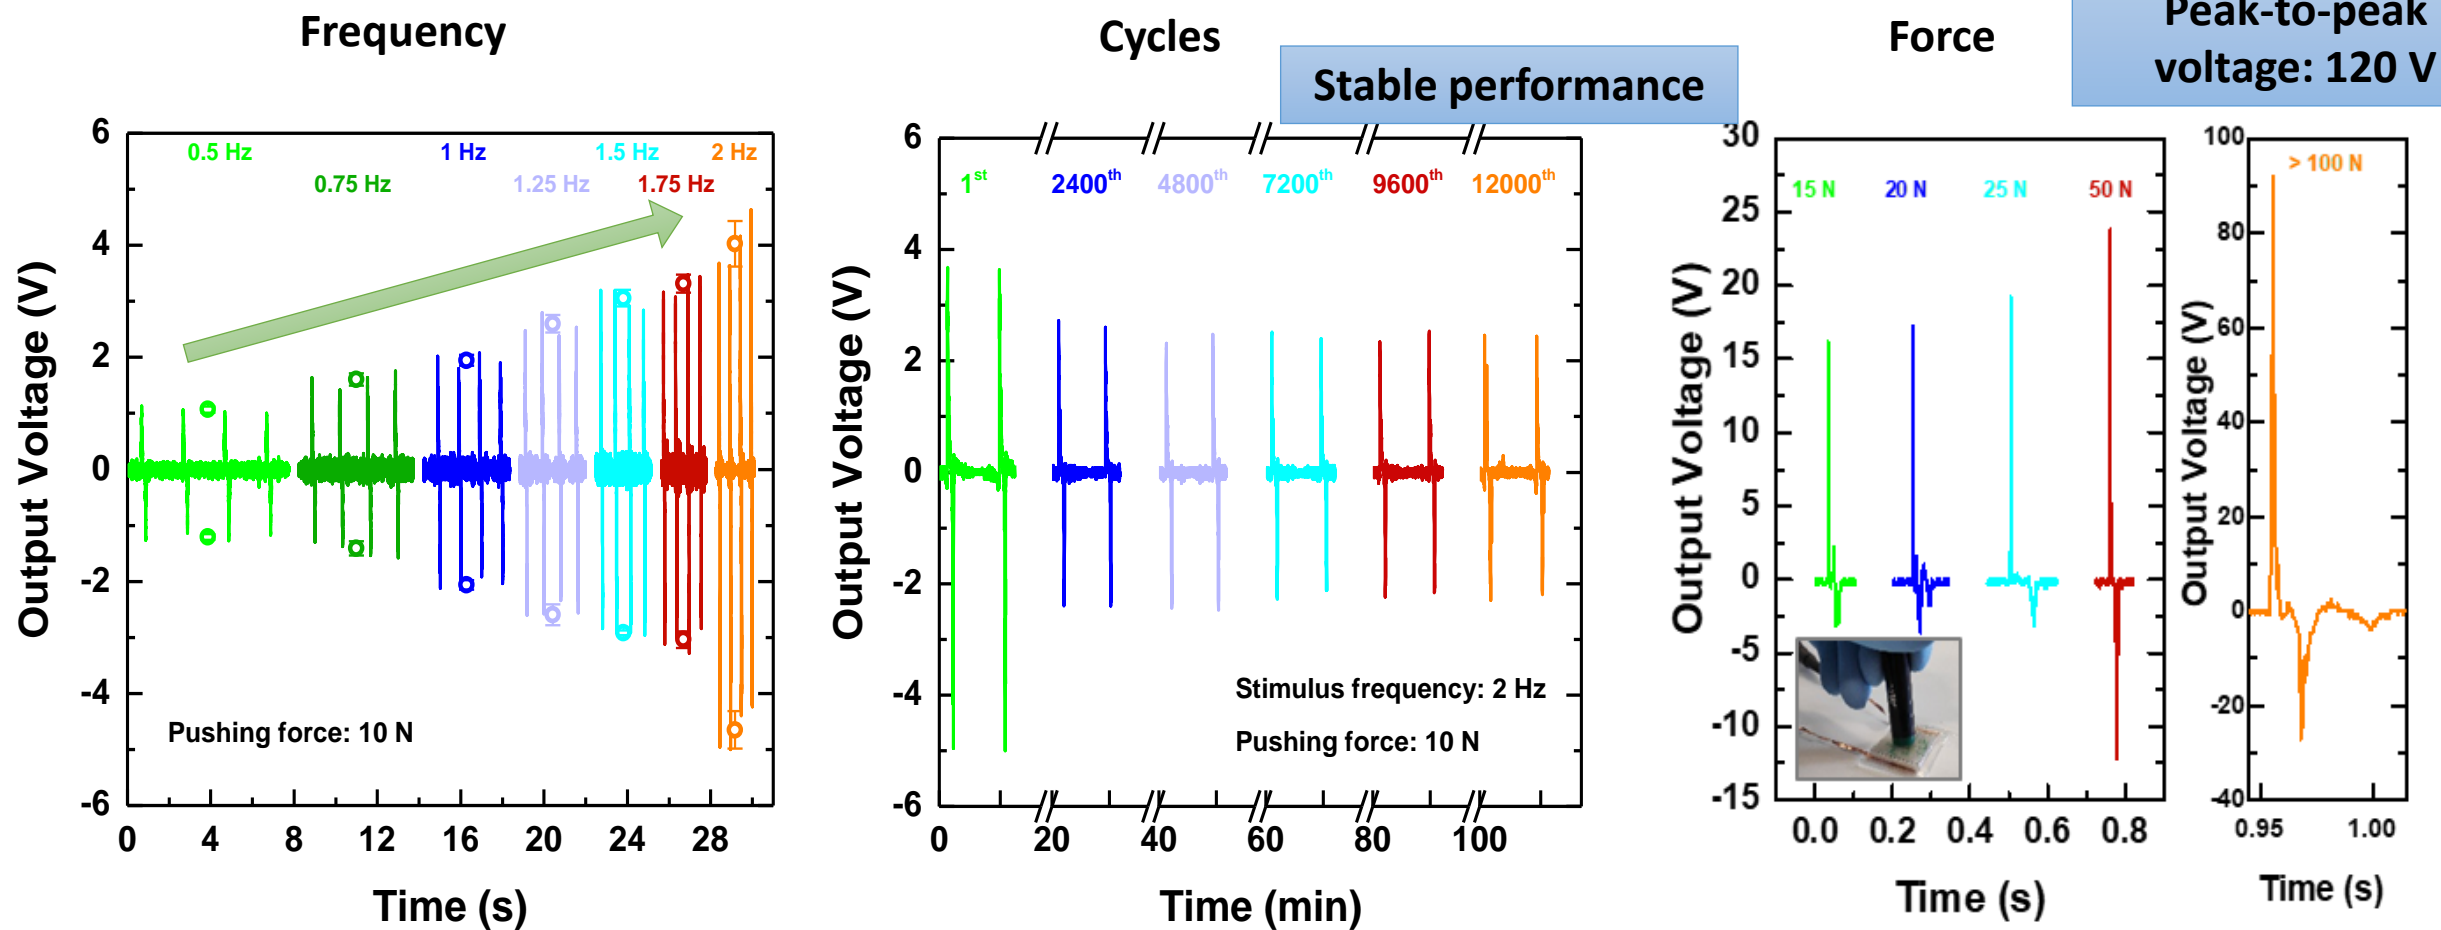 Frequency
Cycles
Force
Peak-to-peak
voltage: 120 V
Stable performance
6
4
2
0
-2
-4
-6
Output Voltage (V)
0.5 Hz
0.75 Hz
1 Hz
1.25 Hz
1.5 Hz
1.75 Hz
2 Hz
Pushing force: 10 N
0 4 8 12 16 20 24 28
Time (s)
6
4
2
0
-2
-4
-6
Output Voltage (V)
1st 2400th 4800th 7200th 9600th 12000th
Stimulus frequency: 2 Hz
Pushing force: 10 N
0 20 40 60 80 100
Time (min)
30
25
20
15
10
5
0
-5
-10
-15
Output Voltage (V)
15 N 20 N 25 N 50 N
0.0 0.2 0.4 0.6 0.8
Time (s)
100
80
60
40
20
0
-20
-40
Output Voltage (V)
> 100 N
0.95 1.00
Time (s)